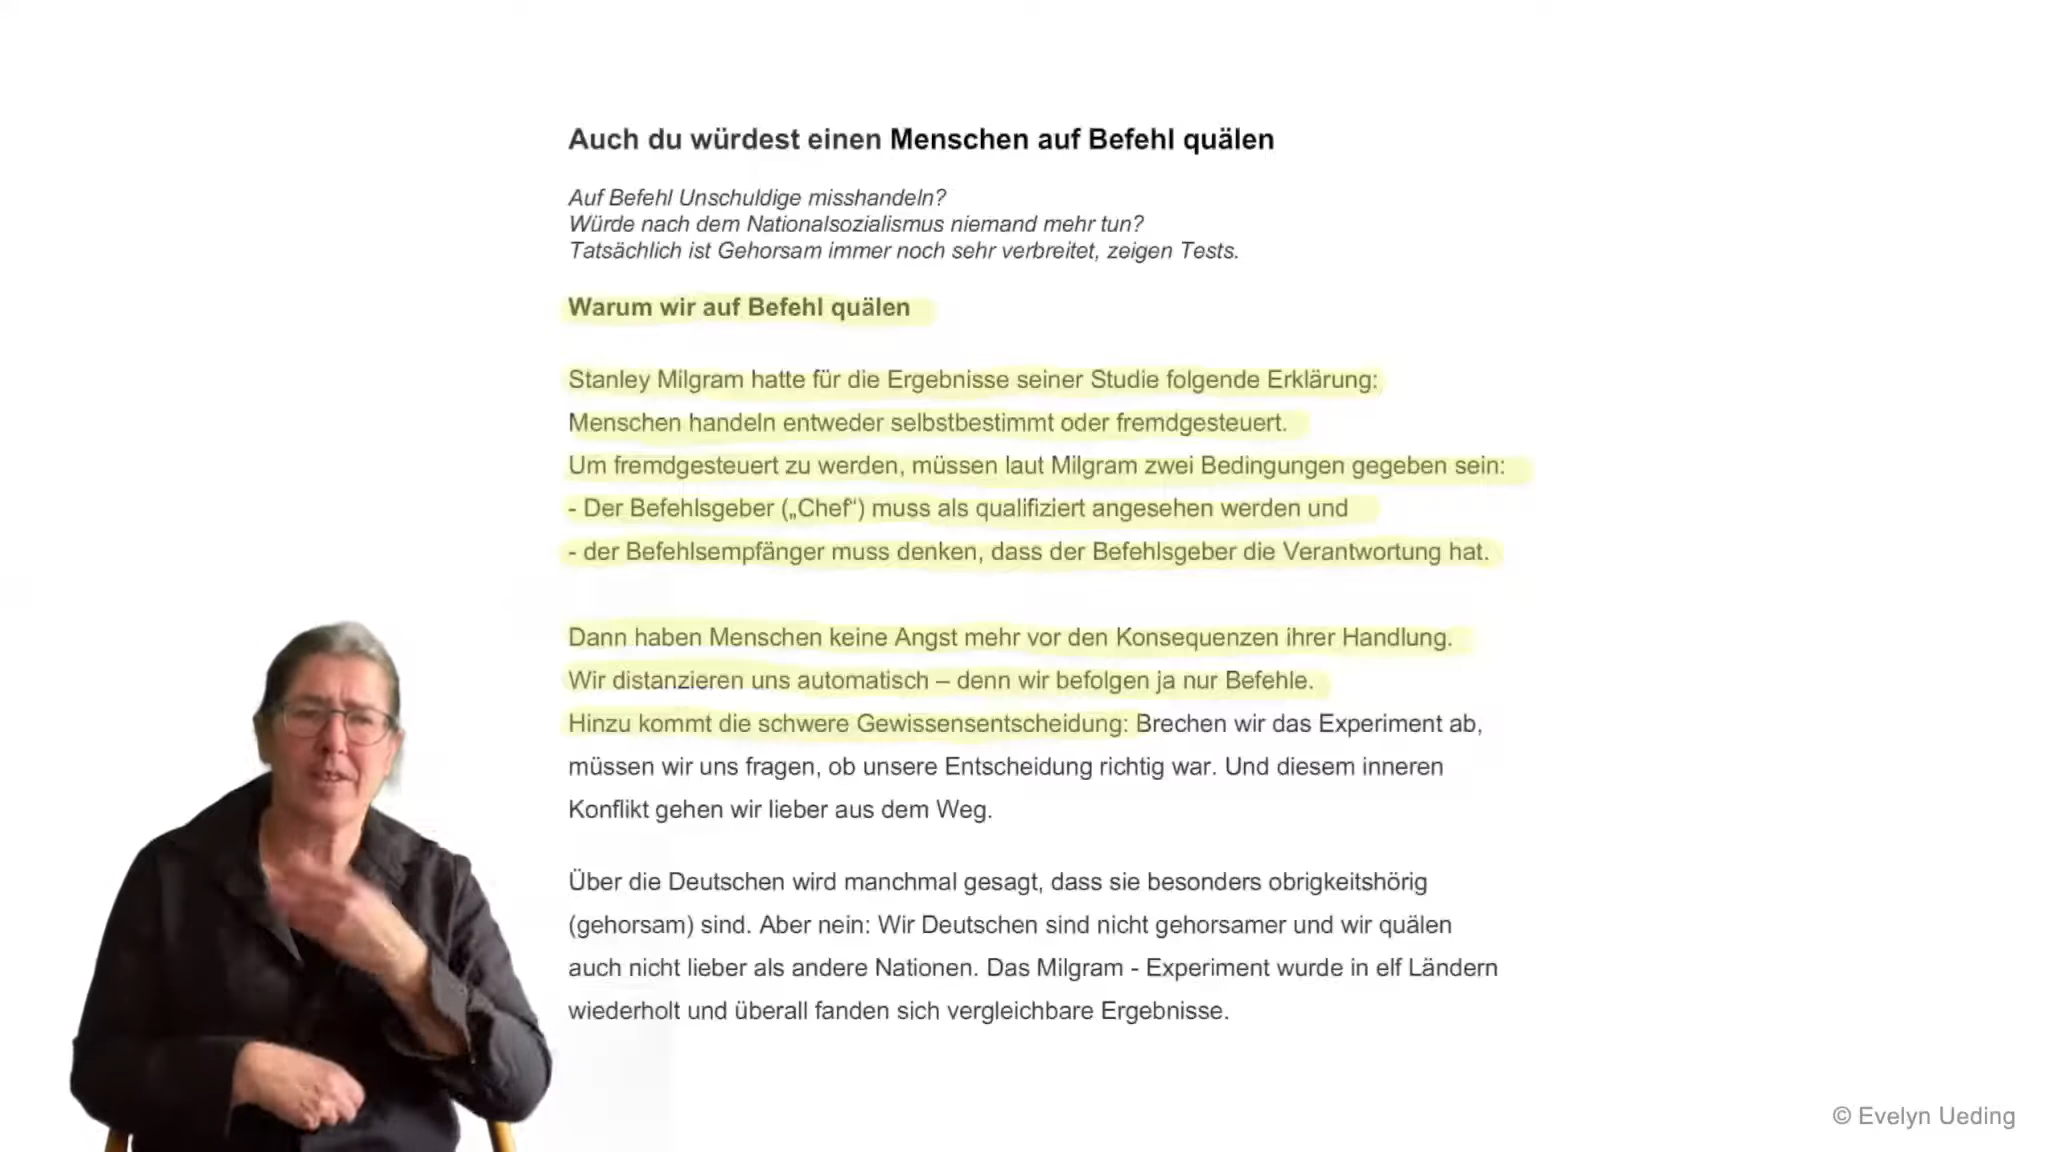 Auch du würdest einen Menschen auf Befehl quälen
Auf Befehl Unschuldige misshandeln?
Würde nach dem Nationalsozialismus niemand mehr tun?
Tatsächlich ist Gehorsam immer noch sehr verbreitet, zeigen Tests.
Warum wir auf Befehl quälen
Stanley Milgram hatte für die Ergebnisse seiner Studie folgende Erklärung:
Menschen handeln entweder selbstbestimmt oder fremdgesteuert.
Um fremdgesteuert zu werden, müssen laut Milgram zwei Bedingungen gegeben sein:
- Der Befehlsgeber („Chef“) muss als qualifiziert angesehen werden und
- der Befehlsempfänger muss denken, dass der Befehlsgeber die Verantwortung hat.
Dann haben Menschen keine Angst mehr vor den Konsequenzen ihrer Handlung.
Wir distanzieren uns automatisch – denn wir befolgen ja nur Befehle.
Hinzu kommt die schwere Gewissensentscheidung: Brechen wir das Experiment ab,
müssen wir uns fragen, ob unsere Entscheidung richtig war. Und diesem inneren
Konflikt gehen wir lieber aus dem Weg.
Über die Deutschen wird manchmal gesagt, dass sie besonders obrigkeitshörig
(gehorsam) sind. Aber nein: Wir Deutschen sind nicht gehorsamer und wir quälen
auch nicht lieber als andere Nationen. Das Milgram - Experiment wurde in elf Ländern
wiederholt und überall fanden sich vergleichbare Ergebnisse.
© Evelyn Ueding